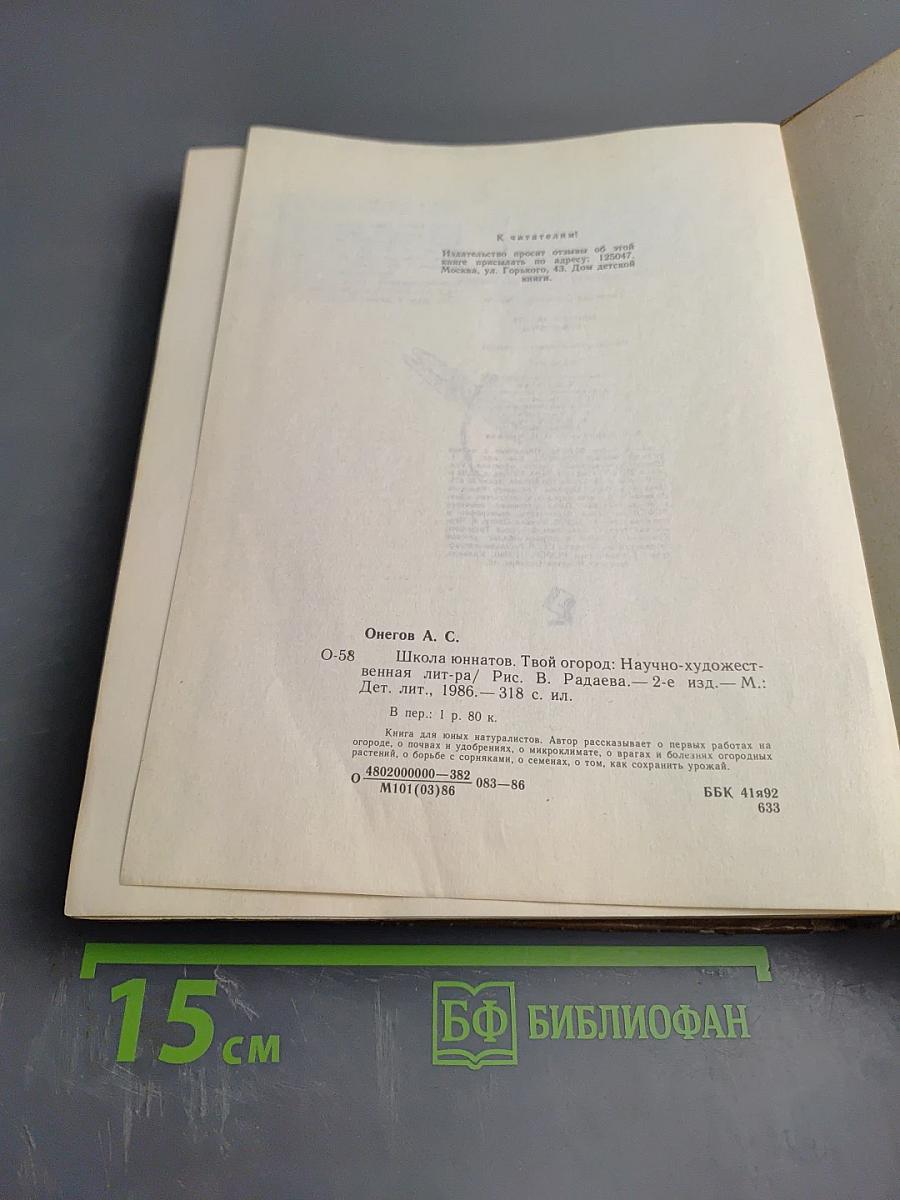 К читателям!
Издательство просит отзывы об этой
книге присылать по адресу: 125047,
Москва, ул. Горького, 43. Дом детской
книги.
Онегов А. С.
О-58 Школа юннатов. Твой огород: Научно-художест-
венная лит-ра/ Рис. В. Радаева.— 2-е изд.— М.:
Дет. лит., 1986.— 318 с. ил.
В пер.: 1 р. 80 к.
Книга для юных натуралистов. Автор рассказывает о первых работах на
огороде, о почвах и удобрениях, о микроклимате, о врагах и болезнях огородных
растений, о борьбе с сорняками, о семенах, о том, как сохранить урожай.
О 4802000000—382 083—86
М101(03)86
ББК 41я92
633
15 см
БФ БИБЛИОФАН